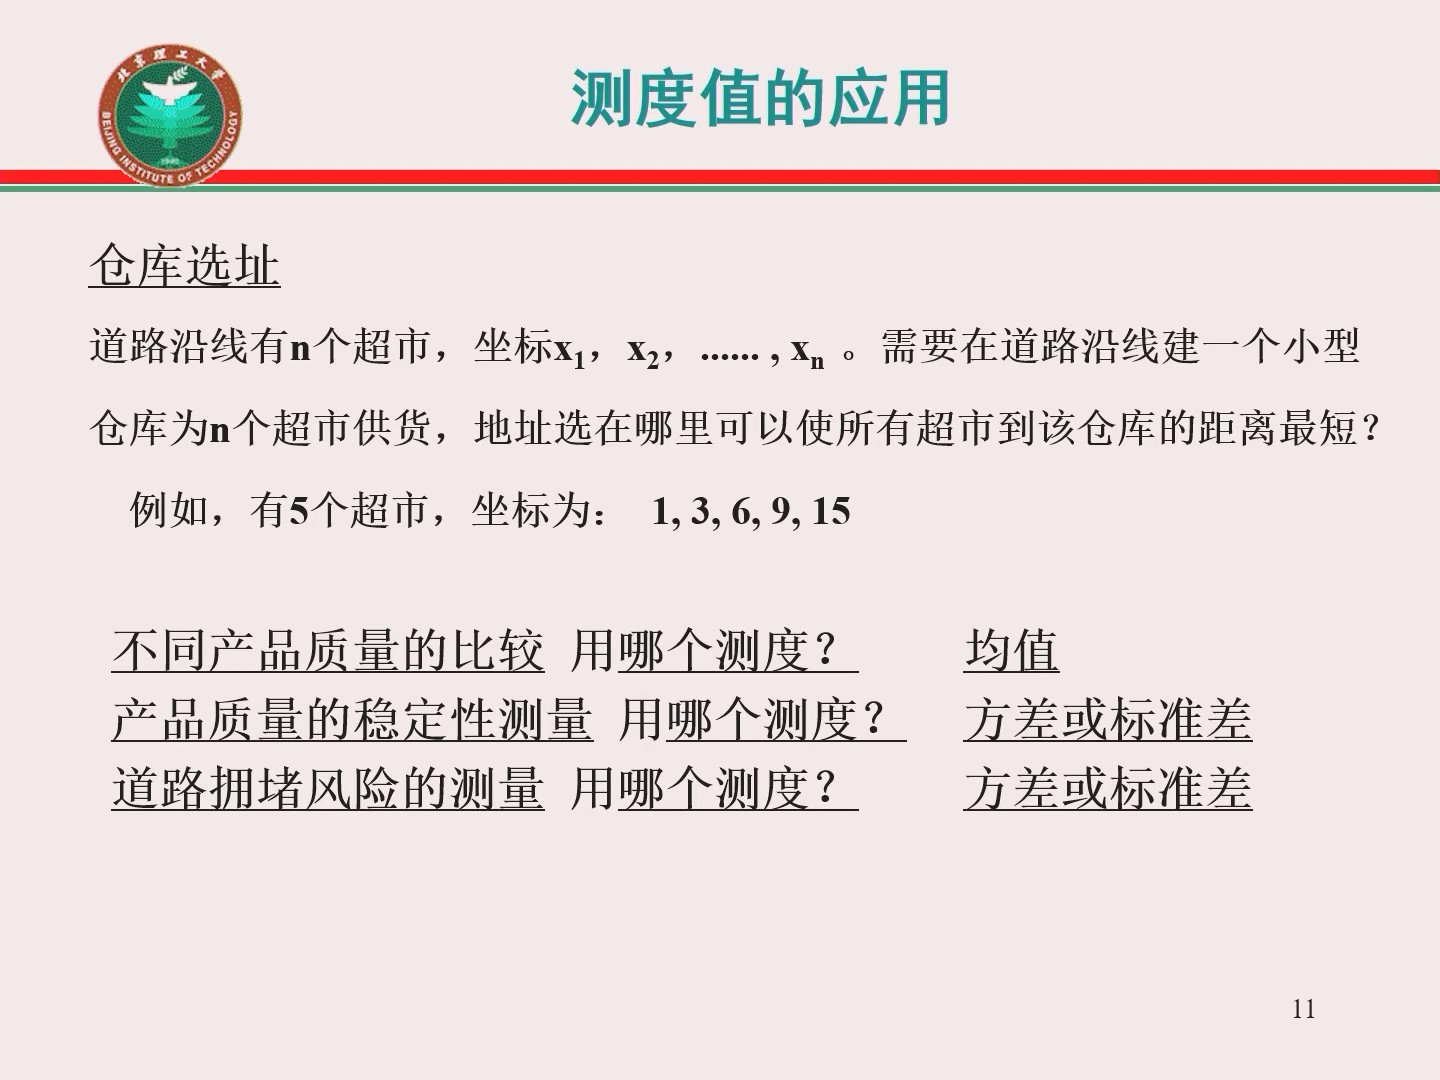 北京理工大学
BEIJING INSTITUTE OF TECHNOLOGY
1940
测度值的应用
仓库选址
道路沿线有n个超市，坐标x1，x2，...... , xn 。需要在道路沿线建一个小型
仓库为n个超市供货，地址选在哪里可以使所有超市到该仓库的距离最短？
例如，有5个超市，坐标为： 1, 3, 6, 9, 15
不同产品质量的比较 用哪个测度？ 均值
产品质量的稳定性测量 用哪个测度？ 方差或标准差
道路拥堵风险的测量 用哪个测度？ 方差或标准差
11